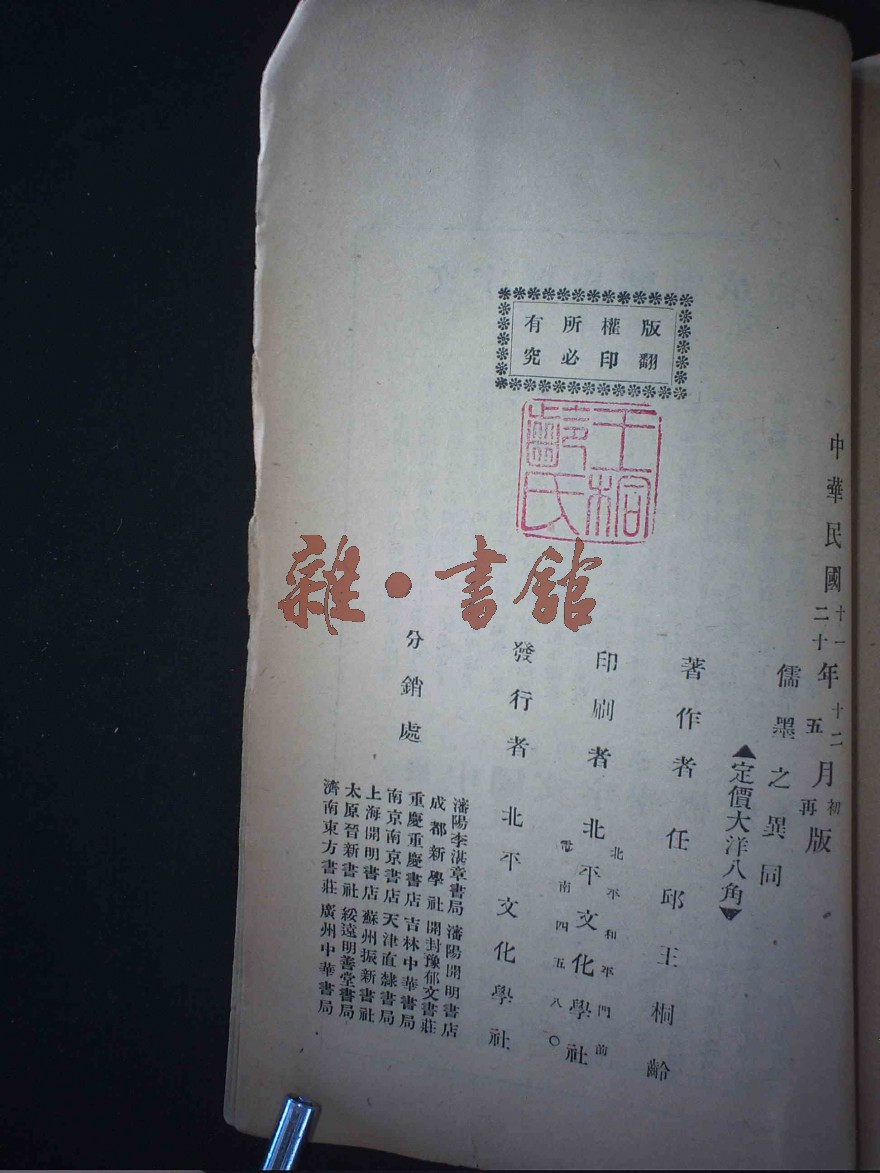 版權所有
翻印必究
王桐
齡氏
雜·書館
中華民國十一年十二月初版
二十年五月再版
儒墨之異同
▲定價大洋八角▼
著作者 任邱王桐齡
印刷者 北平文化學社
北平和平門前
電南四五八〇
發行者 北平文化學社
分銷處
瀋陽李湛章書局 瀋陽開明書店
成都新學社 開封豫郁文書莊
重慶重慶書店 吉林中華書局
南京南京書店 天津直隸書局
上海開明書店 蘇州振新書社
太原晉新書社 綏遠明善堂書局
濟南東方書莊 廣州中華書局